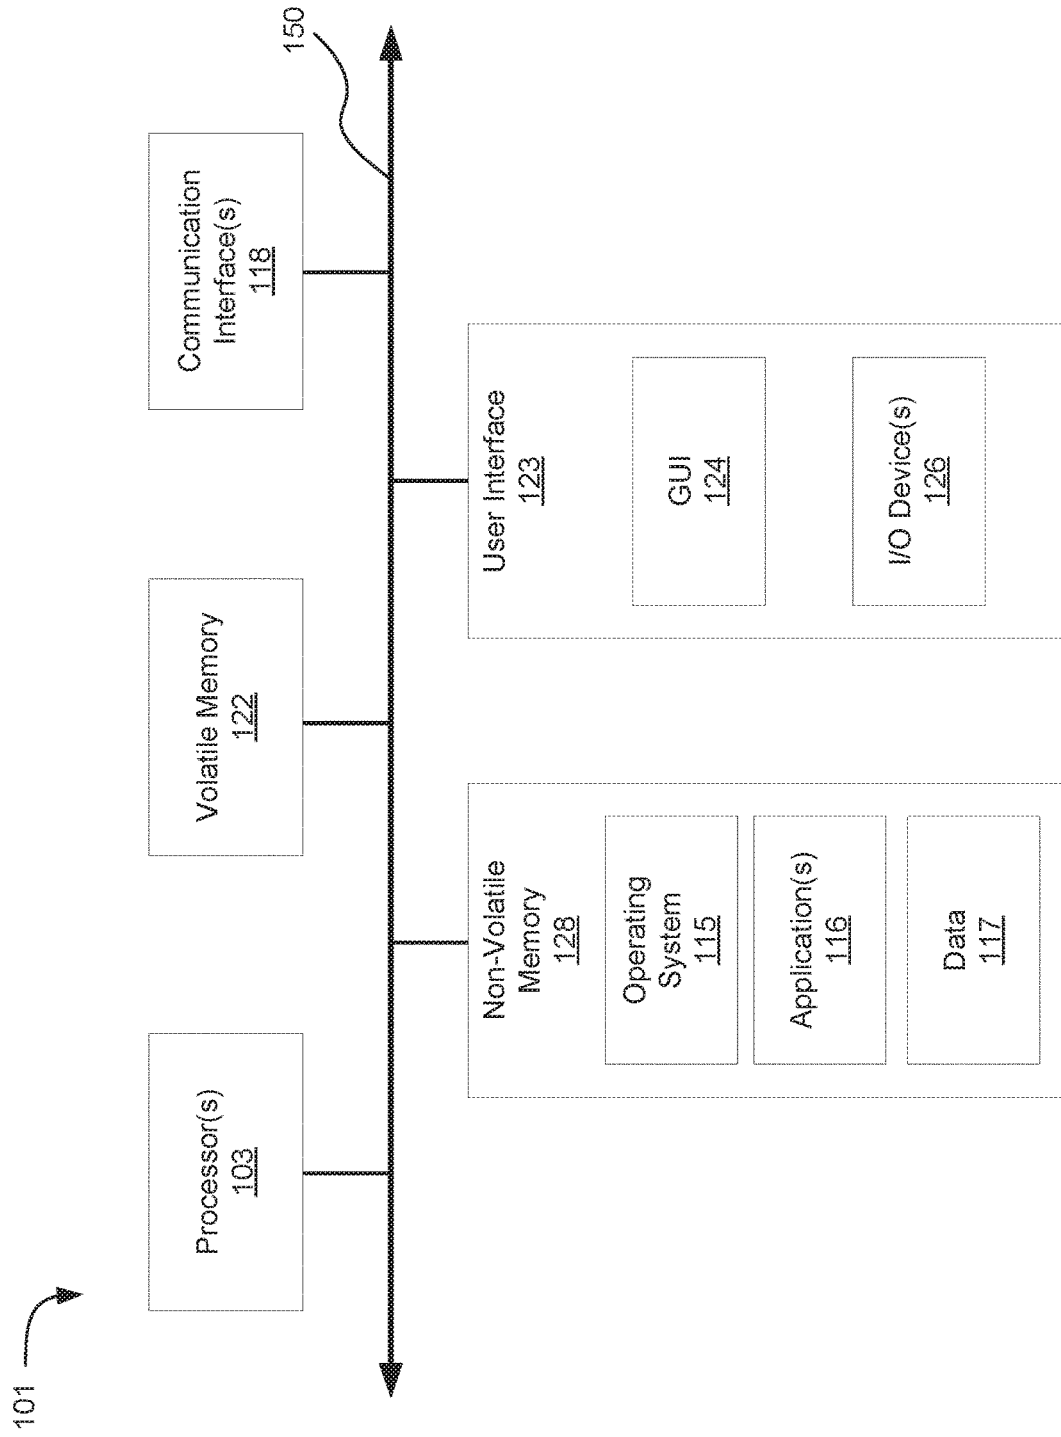 101
Processor(s)
103
Volatile Memory
122
Communication
Interface(s)
118
150
Non-Volatile
Memory
128
Operating
System
115
Application(s)
116
Data
117
User Interface
123
GUI
124
I/O Device(s)
126